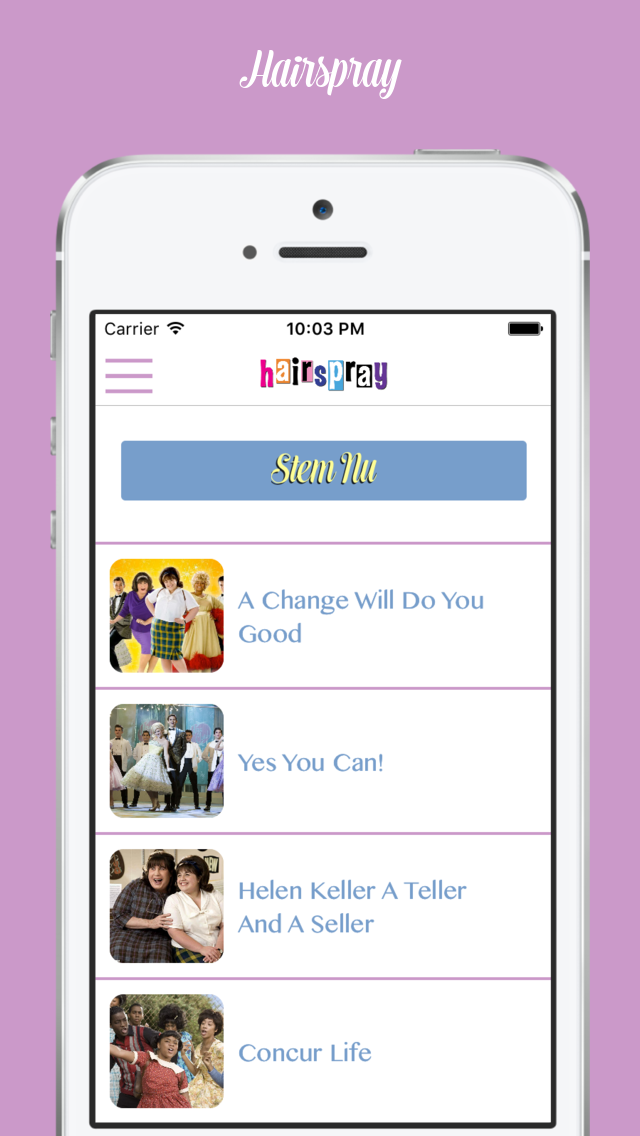 Hairspray
Carrier 10:03 PM
hairspray
Stem Nu
A Change Will Do You
Good
Yes You Can!
Helen Keller A Teller
And A Seller
Concur Life